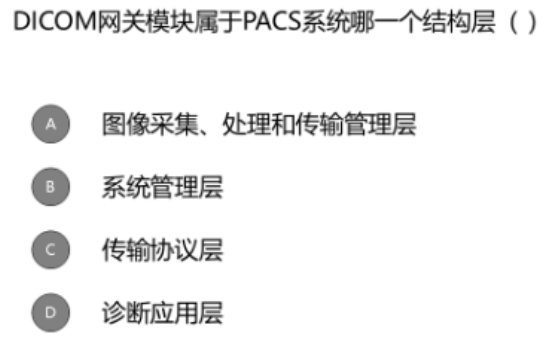 DICOM网关模块属于PACS系统哪一个结构层（ ）
A 图像采集、处理和传输管理层
B 系统管理层
C 传输协议层
D 诊断应用层